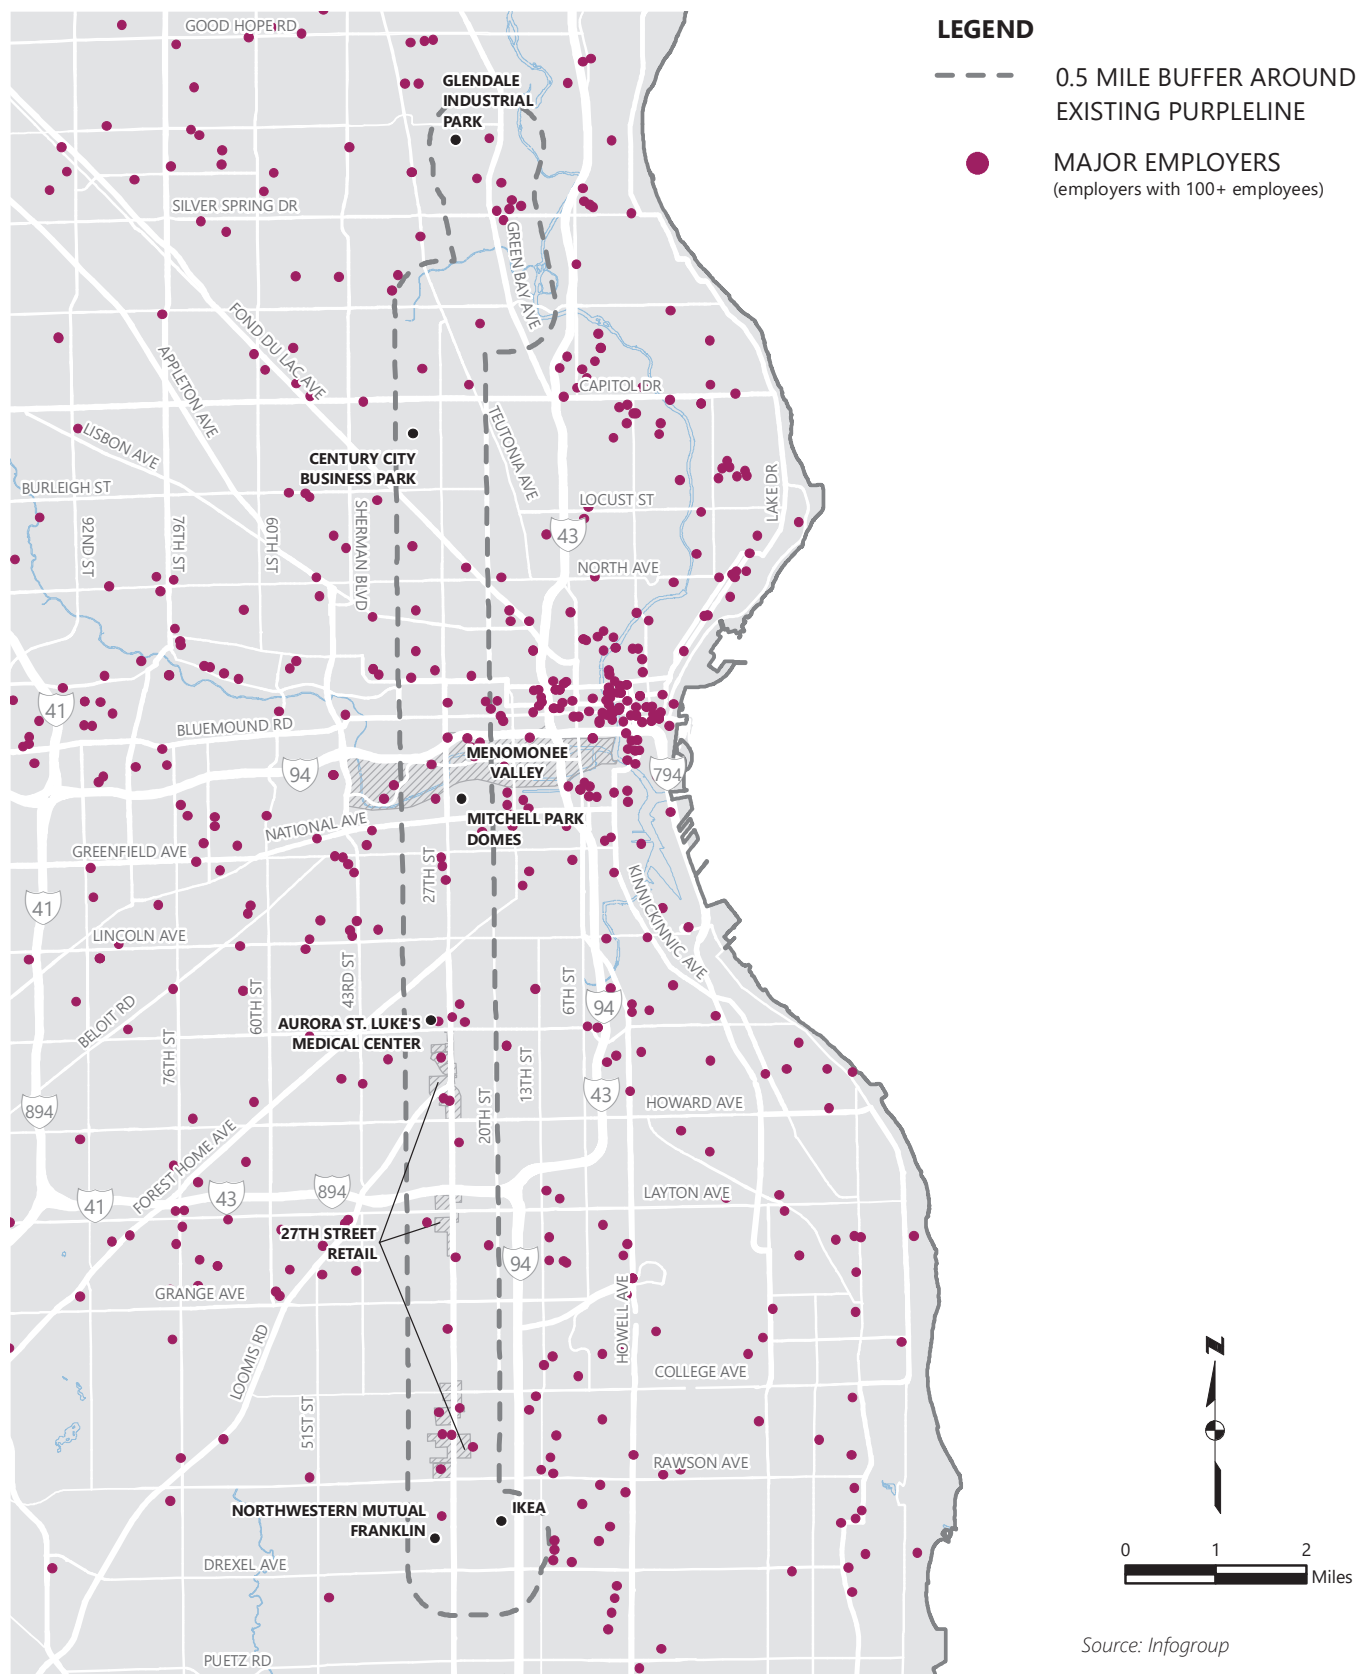 GOOD HOPE RD
LEGEND
0.5 MILE BUFFER AROUND
EXISTING PURPLELINE
MAJOR EMPLOYERS
(employers with 100+ employees)
GLENDALE
INDUSTRIAL
PARK
SILVER SPRING DR
GREEN BAY AVE
FOND DU LAC AVE
APPLETON AVE
CAPITOL DR
TEUTONIA AVE
LISBON AVE
CENTURY CITY
BUSINESS PARK
BURLEIGH ST
LOCUST ST
LAKE DR
92ND ST
76TH ST
60TH ST
SHERMAN BLVD
43
NORTH AVE
41
BLUEMOUND RD
94
MENOMONEE
VALLEY
794
MITCHELL PARK
DOMES
NATIONAL AVE
GREENFIELD AVE
27TH ST
KINNICKINNIC AVE
41
LINCOLN AVE
43RD ST
6TH ST
94
BELOIT RD
60TH ST
AURORA ST. LUKE'S
MEDICAL CENTER
76TH ST
13TH ST
20TH ST
43
HOWARD AVE
894
FOREST HOME AVE
41
43
894
LAYTON AVE
27TH STREET
RETAIL
94
GRANGE AVE
HOWELL AVE
LOOMIS RD
COLLEGE AVE
51ST ST
RAWSON AVE
NORTHWESTERN MUTUAL
FRANKLIN
IKEA
DREXEL AVE
PUETZ RD
N
0 1 2
Miles
Source: Infogroup